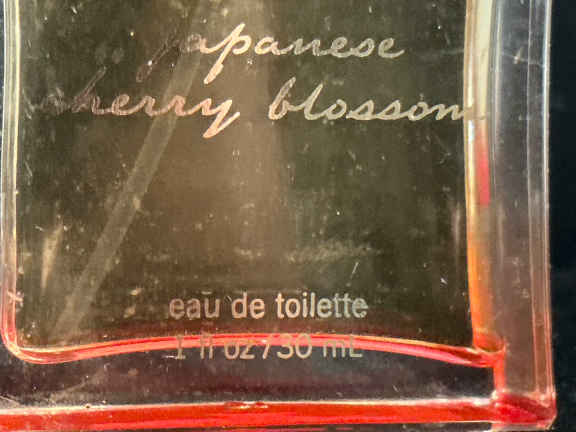 japanese
cherry blossom
eau de toilette
1 fl oz / 30 mL